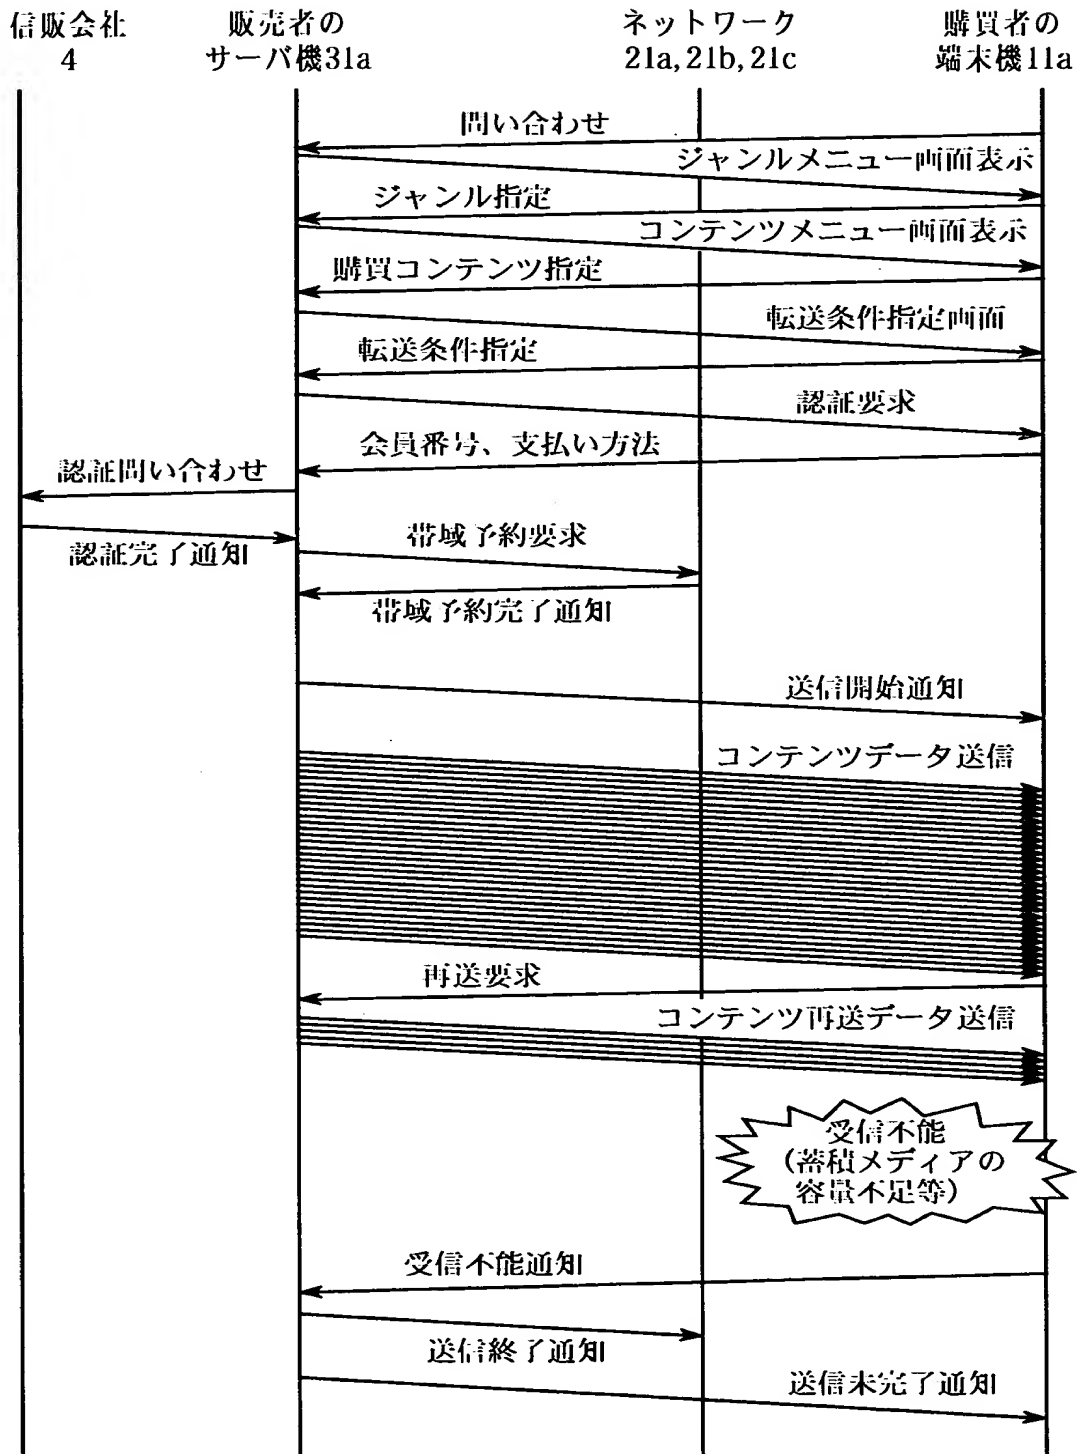 信販会社
4
販売者の
サーバ機31a
ネットワーク
21a,21b,21c
購買者の
端末機11a
問い合わせ
ジャンルメニュー画面表示
ジャンル指定
コンテンツメニュー画面表示
購買コンテンツ指定
転送条件指定画面
転送条件指定
認証要求
会員番号、支払い方法
認証問い合わせ
認証完了通知
帯域予約要求
帯域予約完了通知
送信開始通知
コンテンツデータ送信
再送要求
コンテンツ再送データ送信
受信不能
(蓄積メディアの
容量不足等)
受信不能通知
送信終了通知
送信未完了通知